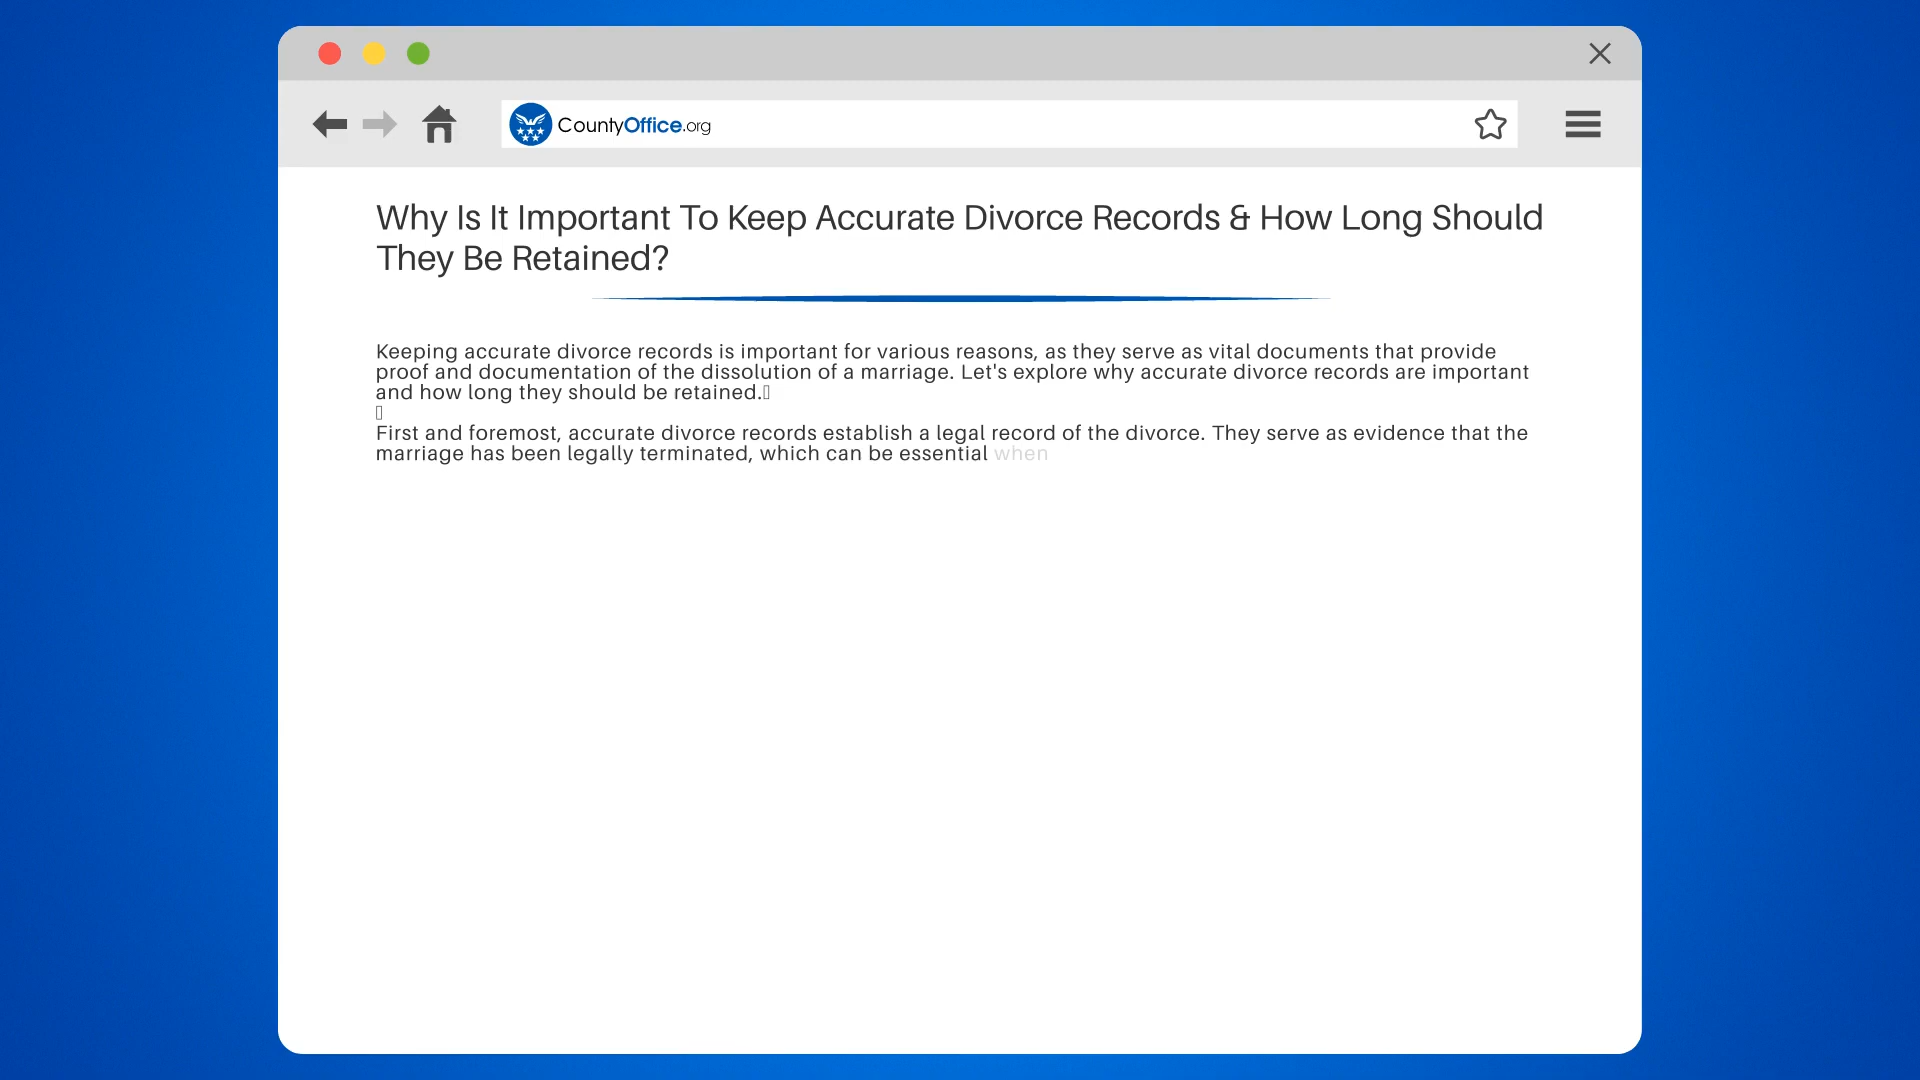 CountyOffice.org
Why Is It Important To Keep Accurate Divorce Records & How Long Should
They Be Retained?
Keeping accurate divorce records is important for various reasons, as they serve as vital documents that provide
proof and documentation of the dissolution of a marriage. Let's explore why accurate divorce records are important
and how long they should be retained.
First and foremost, accurate divorce records establish a legal record of the divorce. They serve as evidence that the
marriage has been legally terminated, which can be essential when